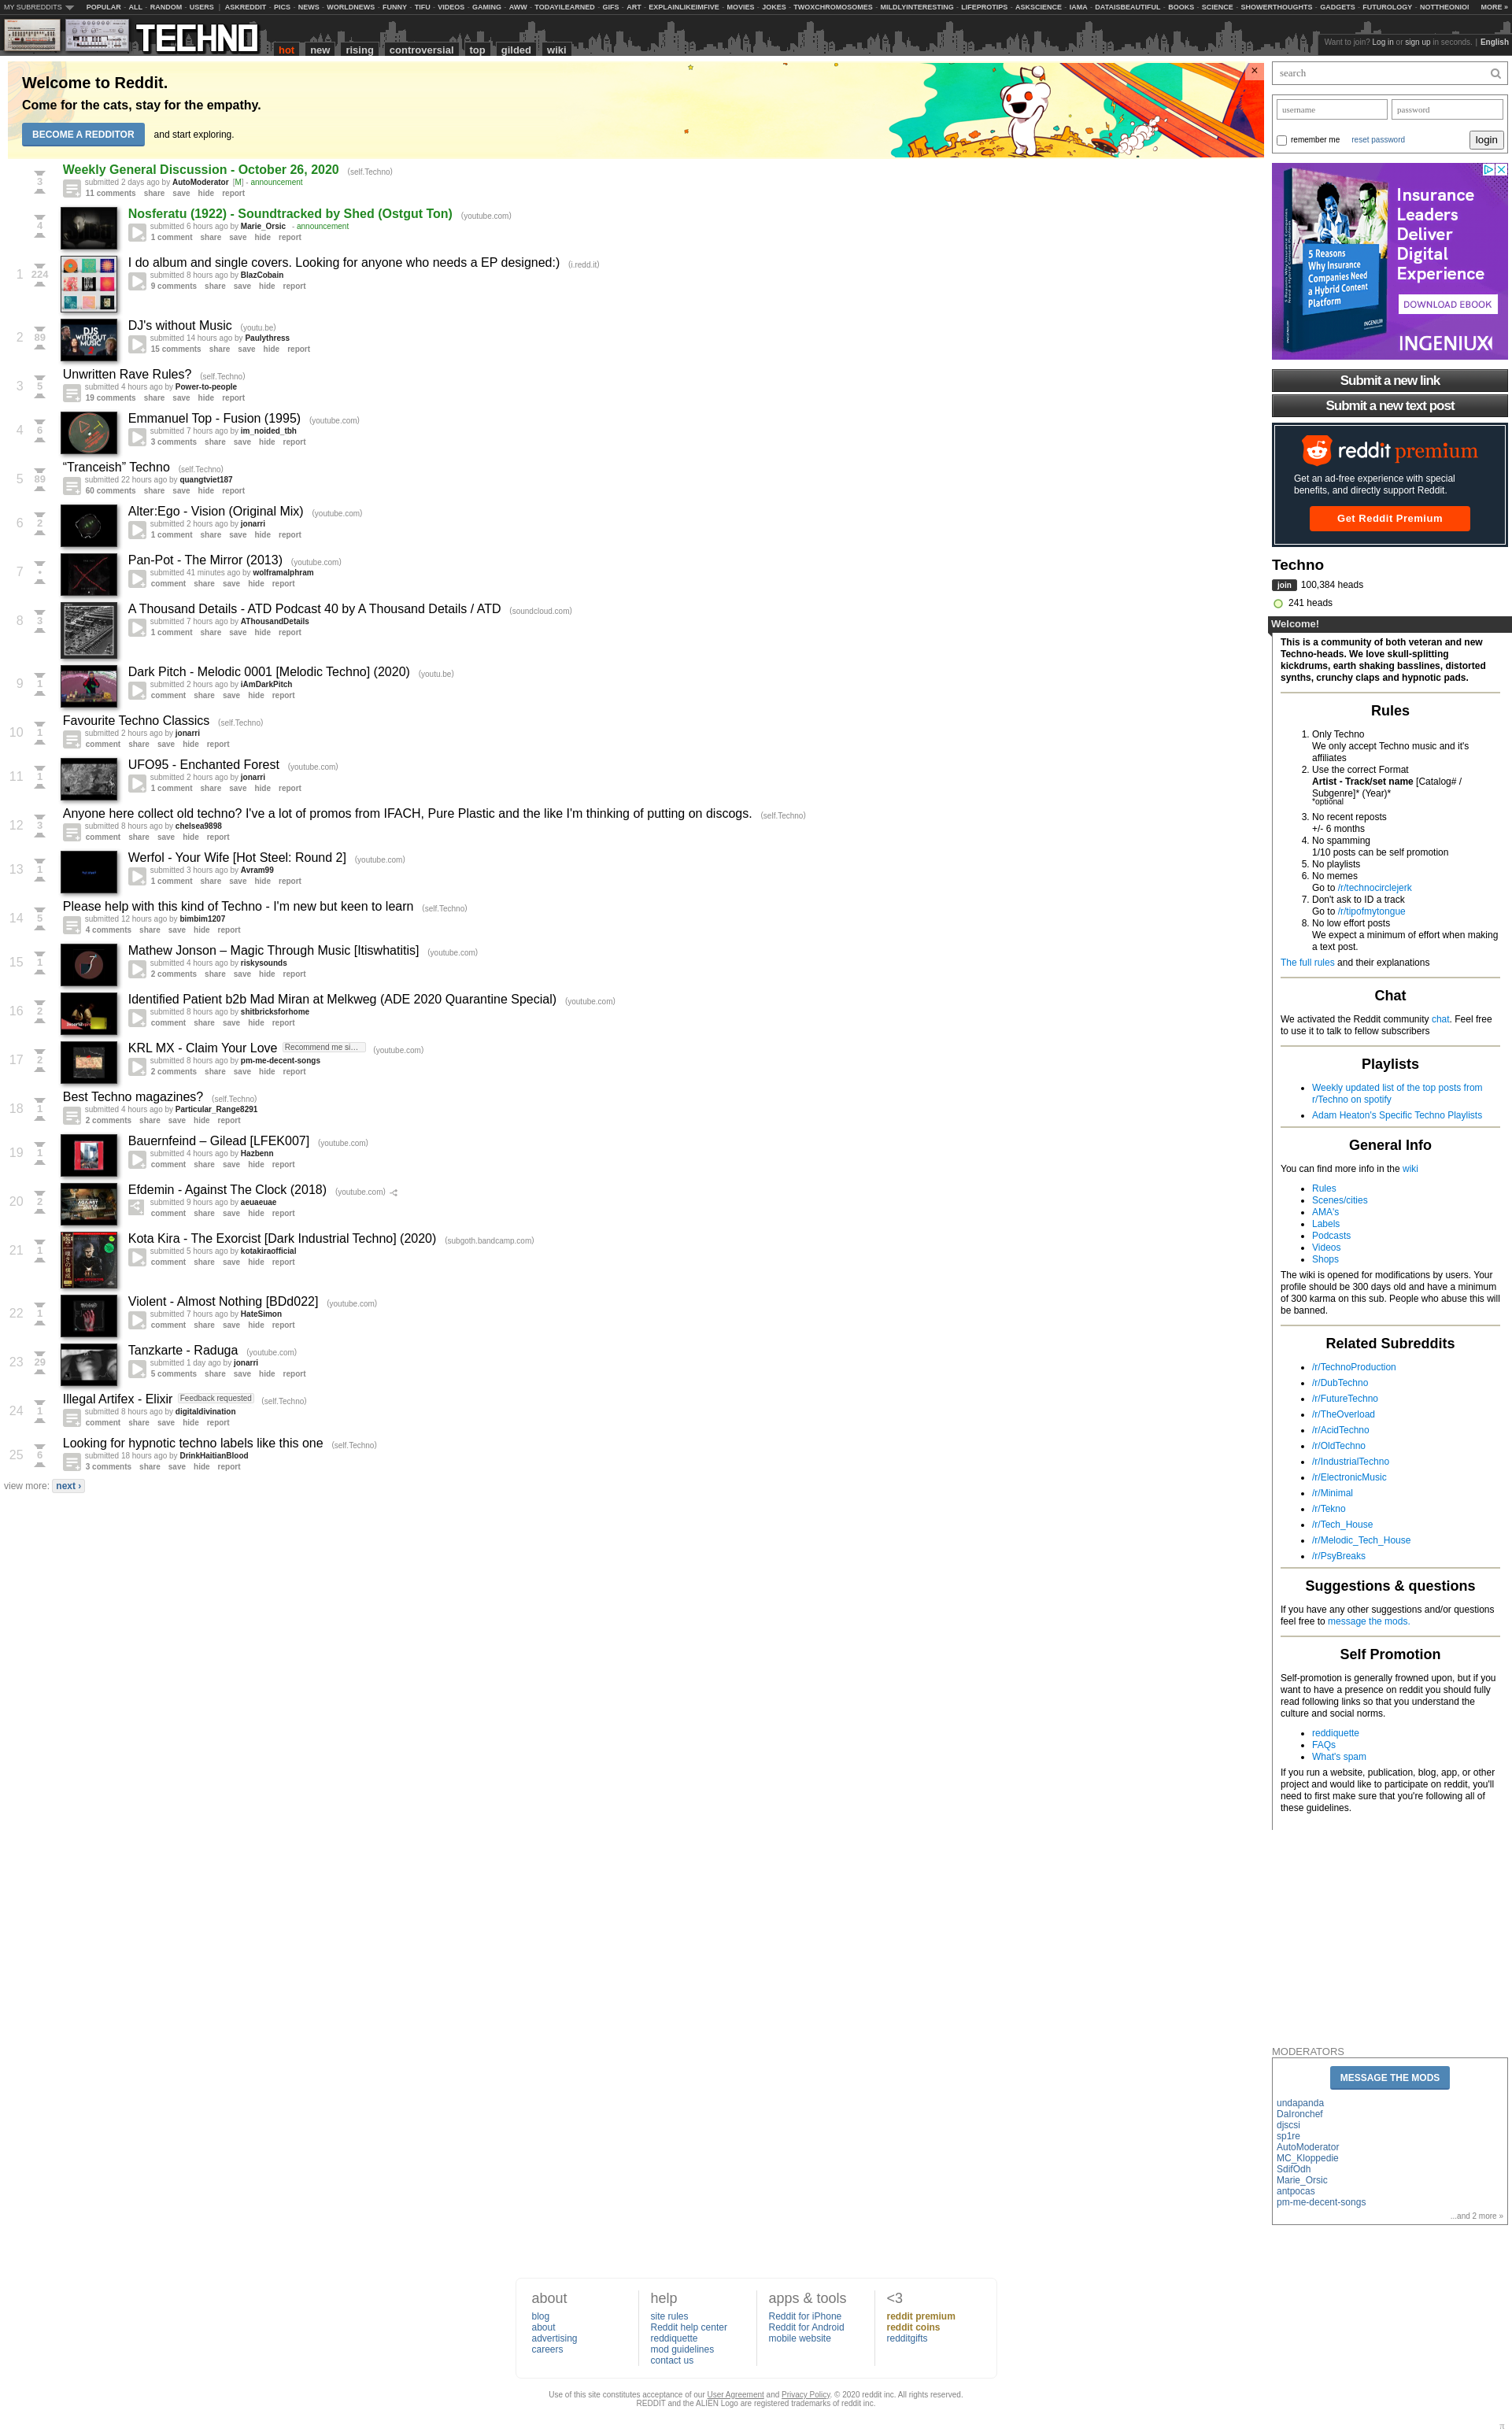 MY SUBREDDITS POPULAR - ALL - RANDOM - USERS | ASKREDDIT - PICS - NEWS - WORLDNEWS - FUNNY - TIFU - VIDEOS - GAMING - AWW - TODAYILEARNED - GIFS - ART - EXPLAINLIKEIMFIVE - MOVIES - JOKES - TWOXCHROMOSOMES - MILDLYINTERESTING - LIFEPROTIPS - ASKSCIENCE - IAMA - DATAISBEAUTIFUL - BOOKS - SCIENCE - SHOWERTHOUGHTS - GADGETS - FUTUROLOGY - NOTTHEONION MORE »
TECHNO hot new rising controversial top gilded wiki
Want to join? Log in or sign up in seconds. | English
Welcome to Reddit.
Come for the cats, stay for the empathy.
BECOME A REDDITOR and start exploring.
3 Weekly General Discussion - October 26, 2020 (self.Techno)
submitted 2 days ago by AutoModerator [M] - announcement
11 comments share save hide report
4 Nosferatu (1922) - Soundtracked by Shed (Ostgut Ton) (youtube.com)
submitted 6 hours ago by Marie_Orsic - announcement
1 comment share save hide report
1 224 I do album and single covers. Looking for anyone who needs a EP designed:) (i.redd.it)
submitted 8 hours ago by BlazCobain
9 comments share save hide report
2 89 DJ's without Music (youtu.be)
DJS WITHOUT MUSIC
submitted 14 hours ago by Paulythress
15 comments share save hide report
3 5 Unwritten Rave Rules? (self.Techno)
submitted 4 hours ago by Power-to-people
19 comments share save hide report
4 6 Emmanuel Top - Fusion (1995) (youtube.com)
submitted 7 hours ago by im_noided_tbh
3 comments share save hide report
5 89 “Tranceish” Techno (self.Techno)
submitted 22 hours ago by quangtviet187
60 comments share save hide report
6 2 Alter:Ego - Vision (Original Mix) (youtube.com)
submitted 2 hours ago by jonarri
1 comment share save hide report
7 • Pan-Pot - The Mirror (2013) (youtube.com)
submitted 41 minutes ago by wolframalphram
comment share save hide report
8 3 A Thousand Details - ATD Podcast 40 by A Thousand Details / ATD (soundcloud.com)
submitted 7 hours ago by AThousandDetails
1 comment share save hide report
9 1 Dark Pitch - Melodic 0001 [Melodic Techno] (2020) (youtu.be)
submitted 2 hours ago by iAmDarkPitch
comment share save hide report
10 1 Favourite Techno Classics (self.Techno)
submitted 2 hours ago by jonarri
comment share save hide report
11 1 UFO95 - Enchanted Forest (youtube.com)
submitted 2 hours ago by jonarri
1 comment share save hide report
12 3 Anyone here collect old techno? I've a lot of promos from IFACH, Pure Plastic and the like I'm thinking of putting on discogs. (self.Techno)
submitted 8 hours ago by chelsea9898
comment share save hide report
13 1 Werfol - Your Wife [Hot Steel: Round 2] (youtube.com)
submitted 3 hours ago by Avram99
1 comment share save hide report
14 5 Please help with this kind of Techno - I'm new but keen to learn (self.Techno)
submitted 12 hours ago by bimbim1207
4 comments share save hide report
15 1 Mathew Jonson – Magic Through Music [Itiswhatitis] (youtube.com)
submitted 4 hours ago by riskysounds
2 comments share save hide report
16 2 Identified Patient b2b Mad Miran at Melkweg (ADE 2020 Quarantine Special) (youtube.com)
submitted 8 hours ago by shitbricksforhome
comment share save hide report
17 2 KRL MX - Claim Your Love Recommend me si… (youtube.com)
submitted 8 hours ago by pm-me-decent-songs
2 comments share save hide report
18 1 Best Techno magazines? (self.Techno)
submitted 4 hours ago by Particular_Range8291
2 comments share save hide report
19 1 Bauernfeind – Gilead [LFEK007] (youtube.com)
submitted 4 hours ago by Hazbenn
comment share save hide report
20 2 Efdemin - Against The Clock (2018) (youtube.com)
submitted 9 hours ago by aeuaeuae
comment share save hide report
21 1 Kota Kira - The Exorcist [Dark Industrial Techno] (2020) (subgoth.bandcamp.com)
submitted 5 hours ago by kotakiraofficial
comment share save hide report
22 1 Violent - Almost Nothing [BDd022] (youtube.com)
submitted 7 hours ago by HateSimon
comment share save hide report
23 29 Tanzkarte - Raduga (youtube.com)
submitted 1 day ago by jonarri
5 comments share save hide report
24 1 Illegal Artifex - Elixir Feedback requested (self.Techno)
submitted 8 hours ago by digitaldivination
comment share save hide report
25 6 Looking for hypnotic techno labels like this one (self.Techno)
submitted 18 hours ago by DrinkHaitianBlood
3 comments share save hide report
view more: next ›
search
username password
remember me reset password login
Insurance
Leaders
Deliver
Digital
Experience
5 Reasons
Why Insurance
Companies Need
a Hybrid Content
Platform
DOWNLOAD EBOOK
INGENIUX
Submit a new link
Submit a new text post
reddit premium
Get an ad-free experience with special
benefits, and directly support Reddit.
Get Reddit Premium
Techno
join 100,384 heads
241 heads
Welcome!
This is a community of both veteran and new
Techno-heads. We love skull-splitting
kickdrums, earth shaking basslines, distorted
synths, crunchy claps and hypnotic pads.
Rules
1. Only Techno
We only accept Techno music and it's
affiliates
2. Use the correct Format
Artist - Track/set name [Catalog# /
Subgenre]* (Year)*
*optional
3. No recent reposts
+/- 6 months
4. No spamming
1/10 posts can be self promotion
5. No playlists
6. No memes
Go to /r/technocirclejerk
7. Don't ask to ID a track
Go to /r/tipofmytongue
8. No low effort posts
We expect a minimum of effort when making
a text post.
The full rules and their explanations
Chat
We activated the Reddit community chat. Feel free
to use it to talk to fellow subscribers
Playlists
Weekly updated list of the top posts from
r/Techno on spotify
Adam Heaton's Specific Techno Playlists
General Info
You can find more info in the wiki
Rules
Scenes/cities
AMA's
Labels
Podcasts
Videos
Shops
The wiki is opened for modifications by users. Your
profile should be 300 days old and have a minimum
of 300 karma on this sub. People who abuse this will
be banned.
Related Subreddits
/r/TechnoProduction
/r/DubTechno
/r/FutureTechno
/r/TheOverload
/r/AcidTechno
/r/OldTechno
/r/IndustrialTechno
/r/ElectronicMusic
/r/Minimal
/r/Tekno
/r/Tech_House
/r/Melodic_Tech_House
/r/PsyBreaks
Suggestions & questions
If you have any other suggestions and/or questions
feel free to message the mods.
Self Promotion
Self-promotion is generally frowned upon, but if you
want to have a presence on reddit you should fully
read following links so that you understand the
culture and social norms.
reddiquette
FAQs
What's spam
If you run a website, publication, blog, app, or other
project and would like to participate on reddit, you'll
need to first make sure that you're following all of
these guidelines.
MODERATORS
MESSAGE THE MODS
undapanda
DaIronchef
djscsi
sp1re
AutoModerator
MC_Kloppedie
SdifOdh
Marie_Orsic
antpocas
pm-me-decent-songs
...and 2 more »
about
blog
about
advertising
careers
help
site rules
Reddit help center
reddiquette
mod guidelines
contact us
apps & tools
Reddit for iPhone
Reddit for Android
mobile website
<3
reddit premium
reddit coins
redditgifts
Use of this site constitutes acceptance of our User Agreement and Privacy Policy. © 2020 reddit inc. All rights reserved.
REDDIT and the ALIEN Logo are registered trademarks of reddit inc.
π